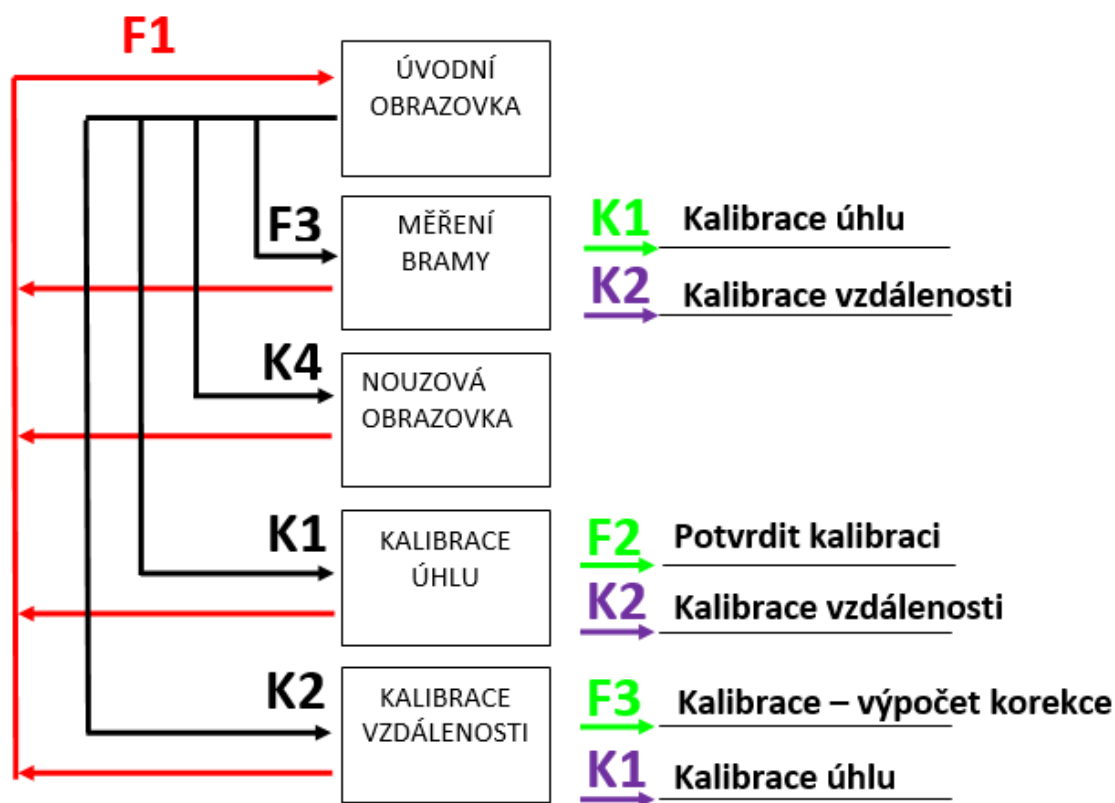 F1
ÚVODNÍ
OBRAZOVKA
F3
MĚŘENÍ
BRAMY
K1 Kalibrace úhlu
K2 Kalibrace vzdálenosti
K4
NOUZOVÁ
OBRAZOVKA
K1
KALIBRACE
ÚHLU
F2 Potvrdit kalibraci
K2 Kalibrace vzdálenosti
K2
KALIBRACE
VZDÁLENOSTI
F3 Kalibrace – výpočet korekce
K1 Kalibrace úhlu